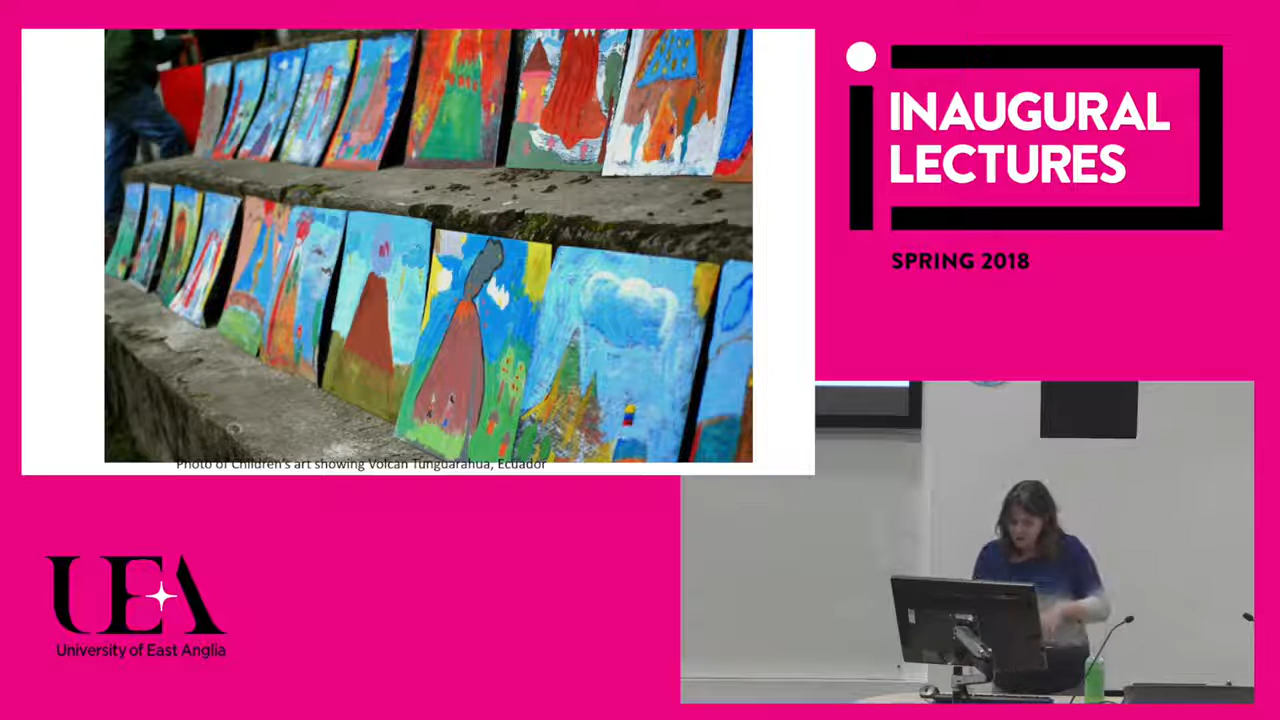 INAUGURAL
LECTURES
SPRING 2018
Photo of Children's art showing Volcan Tunguarahua, Ecuador
UEA
University of East Anglia